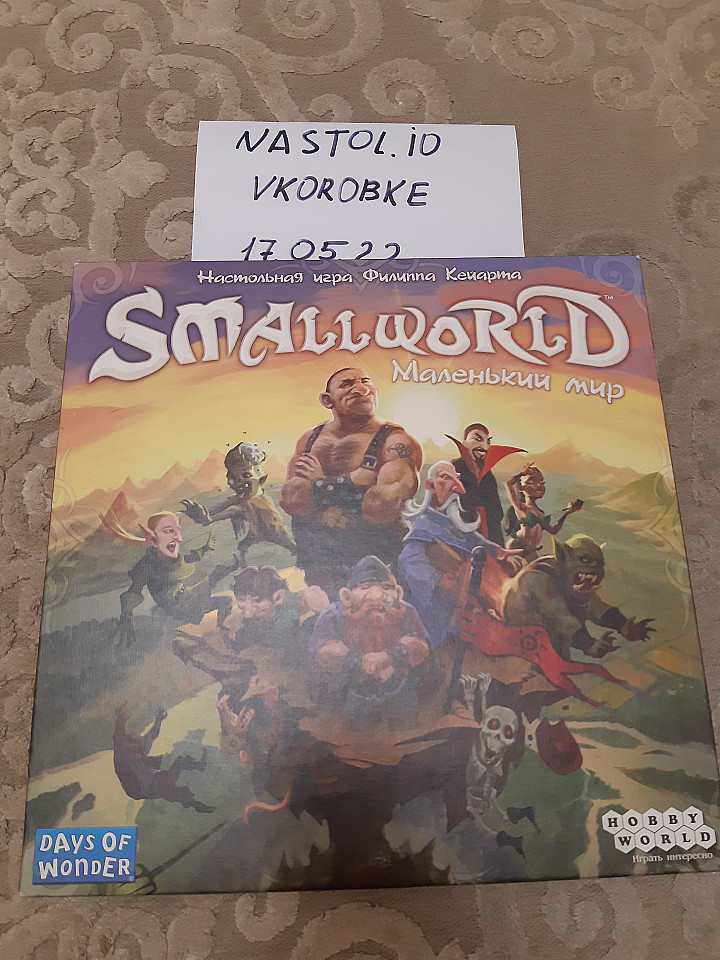 NASTOL.IO
VKOROBKE
17.05.22
Настольная игра Филиппа Кейарта
SMALLWORLD™
Маленький мир
DAYS OF
WONDER
HOBBY
WORLD
Играть интересно